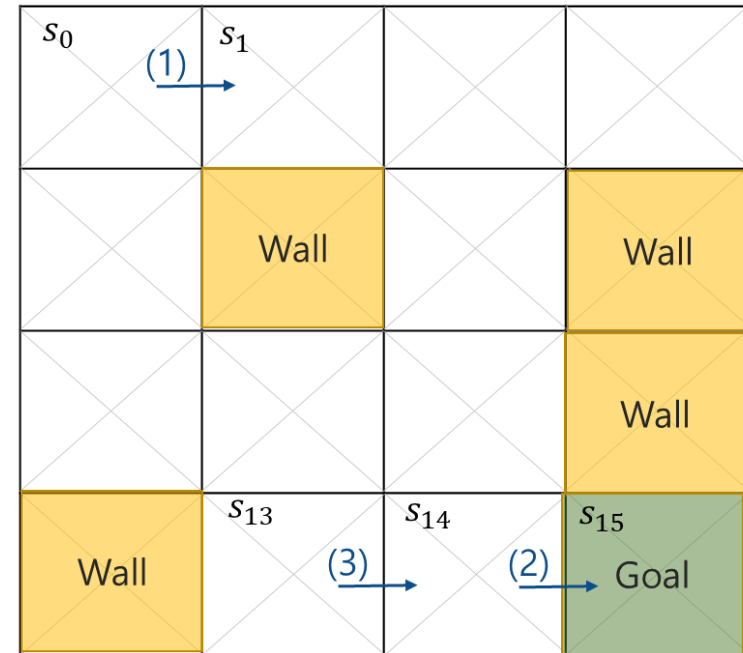 s₀ (1) s₁
Wall Wall
Wall
s₁₃ s₁₄ s₁₅
Wall (3) (2) Goal